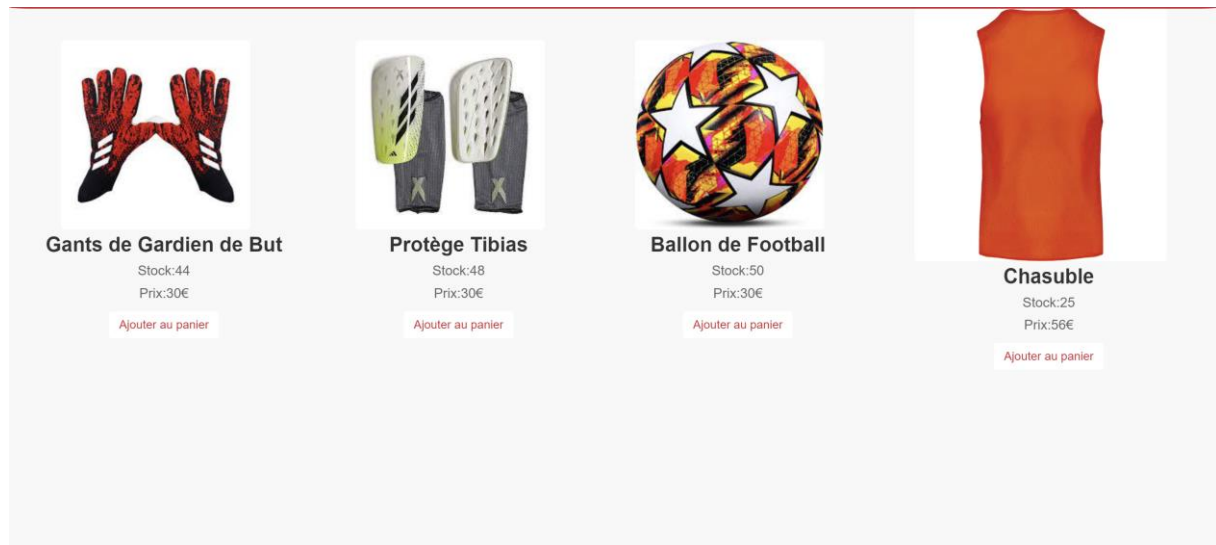 Gants de Gardien de But
Stock:44
Prix:30€
Ajouter au panier
Protège Tibias
Stock:48
Prix:30€
Ajouter au panier
Ballon de Football
Stock:50
Prix:30€
Ajouter au panier
Chasuble
Stock:25
Prix:56€
Ajouter au panier